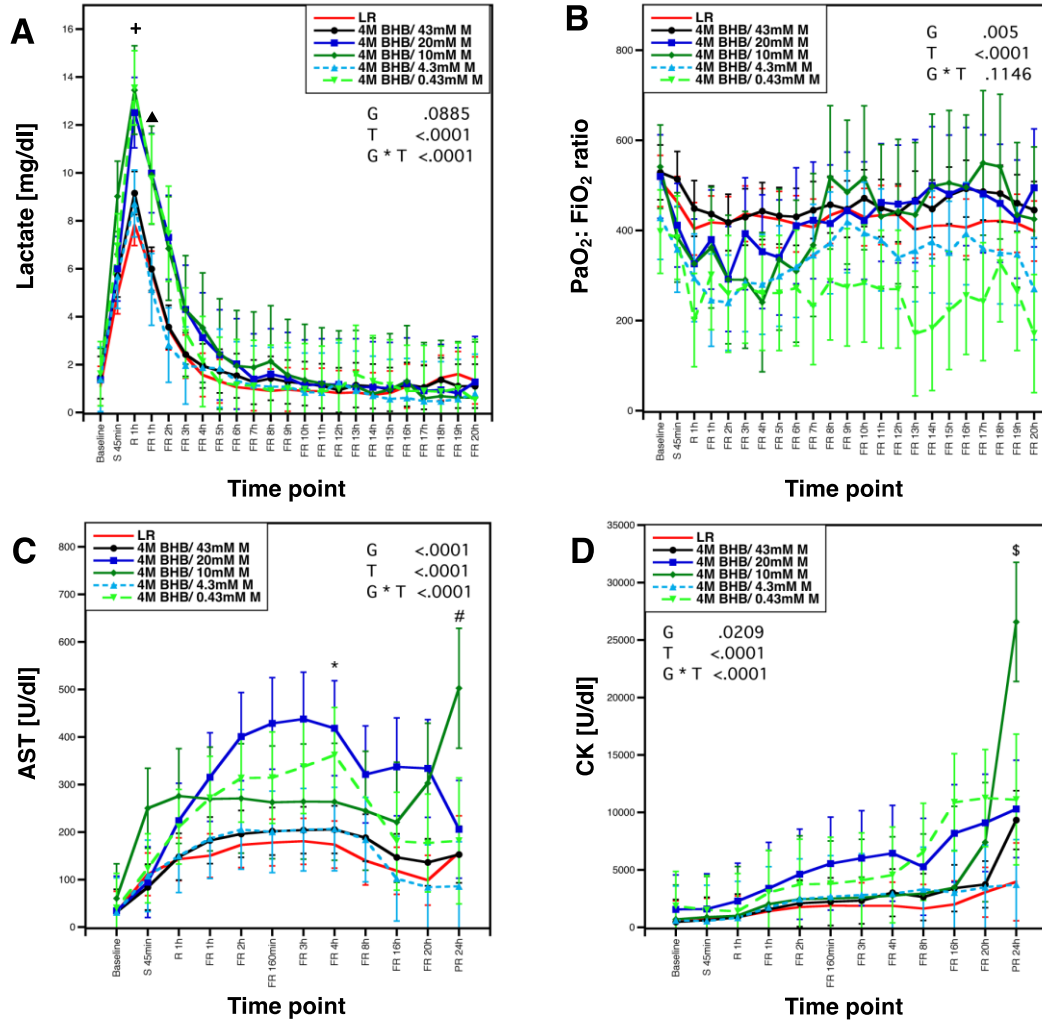 A
LR
4M BHB/ 43mM M
4M BHB/ 20mM M
4M BHB/ 10mM M
4M BHB/ 4.3mM M
4M BHB/ 0.43mM M
G .0885
T <.0001
G * T <.0001
+
▲
Lactate [mg/dl]
16
14
12
10
8
6
4
2
0
Baseline
S 45min
R 1h
FR 1h
FR 2h
FR 3h
FR 4h
FR 5h
FR 6h
FR 7h
FR 8h
FR 9h
FR 10h
FR 11h
FR 12h
FR 13h
FR 14h
FR 15h
FR 16h
FR 17h
FR 18h
FR 19h
FR 20h
Time point
B
LR
4M BHB/ 43mM M
4M BHB/ 20mM M
4M BHB/ 10mM M
4M BHB/ 4.3mM M
4M BHB/ 0.43mM M
G .005
T <.0001
G * T .1146
PaO2: FiO2 ratio
800
600
400
200
0
Baseline
S 45min
R 1h
FR 1h
FR 2h
FR 3h
FR 4h
FR 5h
FR 6h
FR 7h
FR 8h
FR 9h
FR 10h
FR 11h
FR 12h
FR 13h
FR 14h
FR 15h
FR 16h
FR 17h
FR 18h
FR 19h
FR 20h
Time point
C
LR
4M BHB/ 43mM M
4M BHB/ 20mM M
4M BHB/ 10mM M
4M BHB/ 4.3mM M
4M BHB/ 0.43mM M
G <.0001
T <.0001
G * T <.0001
#
*
AST [U/dl]
800
700
600
500
400
300
200
100
0
Baseline
S 45min
R 1h
FR 1h
FR 2h
FR 160min
FR 3h
FR 4h
FR 8h
FR 16h
FR 20h
PR 24h
Time point
D
LR
4M BHB/ 43mM M
4M BHB/ 20mM M
4M BHB/ 10mM M
4M BHB/ 4.3mM M
4M BHB/ 0.43mM M
G .0209
T <.0001
G * T <.0001
$
CK [U/dl]
35000
30000
25000
20000
15000
10000
5000
0
Baseline
S 45min
R 1h
FR 1h
FR 2h
FR 160min
FR 3h
FR 4h
FR 8h
FR 16h
FR 20h
PR 24h
Time point